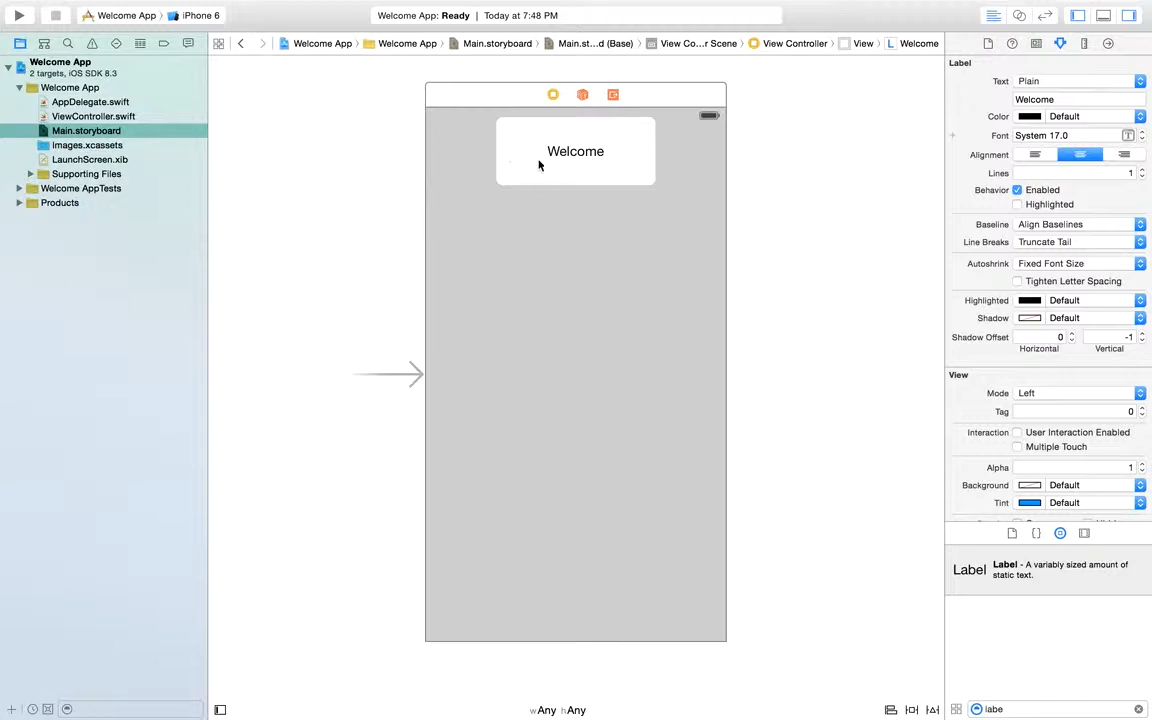 Welcome App
iPhone 6
Welcome App: Ready | Today at 7:48 PM
Welcome App
Welcome App
Main.storyboard
Main.st...d (Base)
View Co...r Scene
View Controller
View
L Welcome
Welcome App
2 targets, iOS SDK 8.3
Welcome App
AppDelegate.swift
ViewController.swift
Main.storyboard
Images.xcassets
LaunchScreen.xib
Supporting Files
Welcome AppTests
Products
Welcome
Label
Text Plain
Welcome
Color Default
Font System 17.0
Alignment
Lines 1
Behavior Enabled
Highlighted
Baseline Align Baselines
Line Breaks Truncate Tail
Autoshrink Fixed Font Size
Tighten Letter Spacing
Highlighted Default
Shadow Default
Shadow Offset 0 -1
Horizontal Vertical
View
Mode Left
Tag 0
Interaction User Interaction Enabled
Multiple Touch
Alpha 1
Background Default
Tint Default
Label Label - A variably sized amount of
static text.
wAny hAny
labe